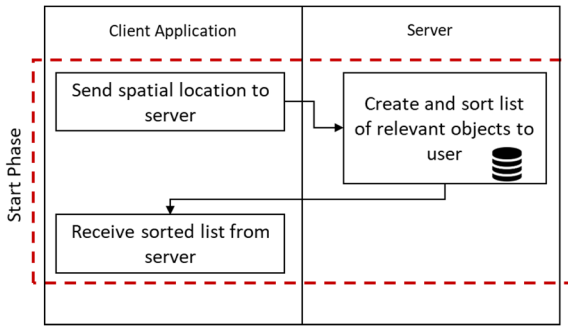 Client Application
Server
Start Phase
Send spatial location to
server
Create and sort list
of relevant objects to
user
Receive sorted list from
server